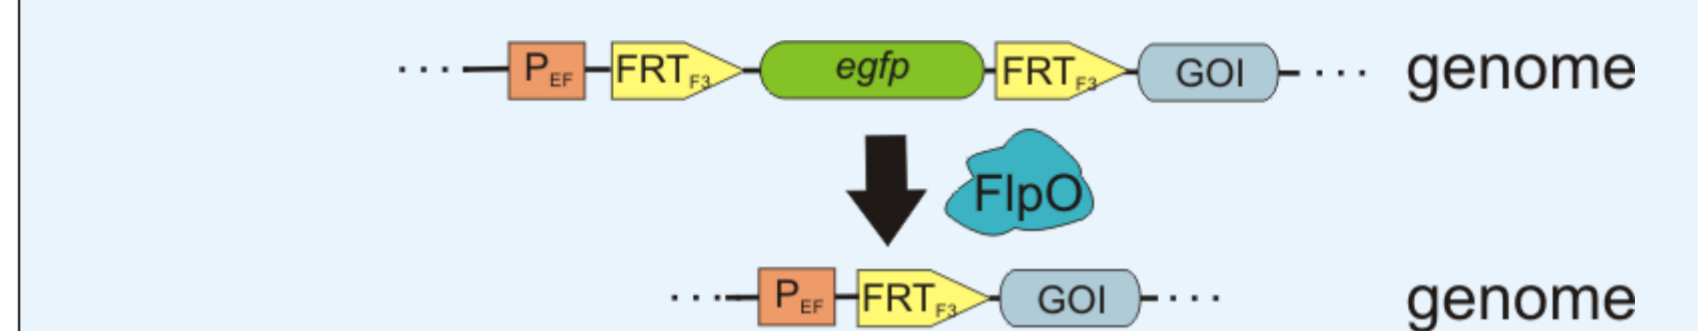 PEF FRTF3 egfp FRTF3 GOI genome
FlpO
PEF FRTF3 GOI genome